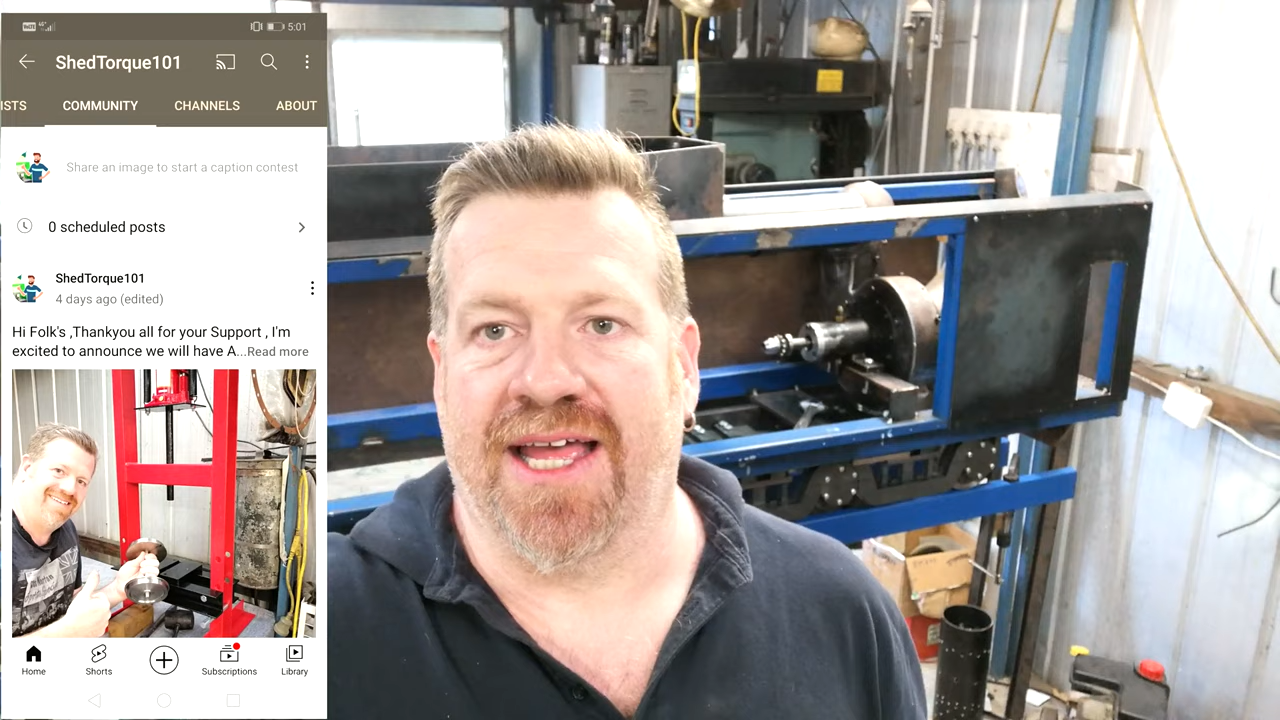 5:01
ShedTorque101
ISTS COMMUNITY CHANNELS ABOUT
Share an image to start a caption contest
0 scheduled posts
ShedTorque101
4 days ago (edited)
Hi Folk's ,Thankyou all for your Support , I'm
excited to announce we will have A...Read more
Home Shorts Subscriptions Library